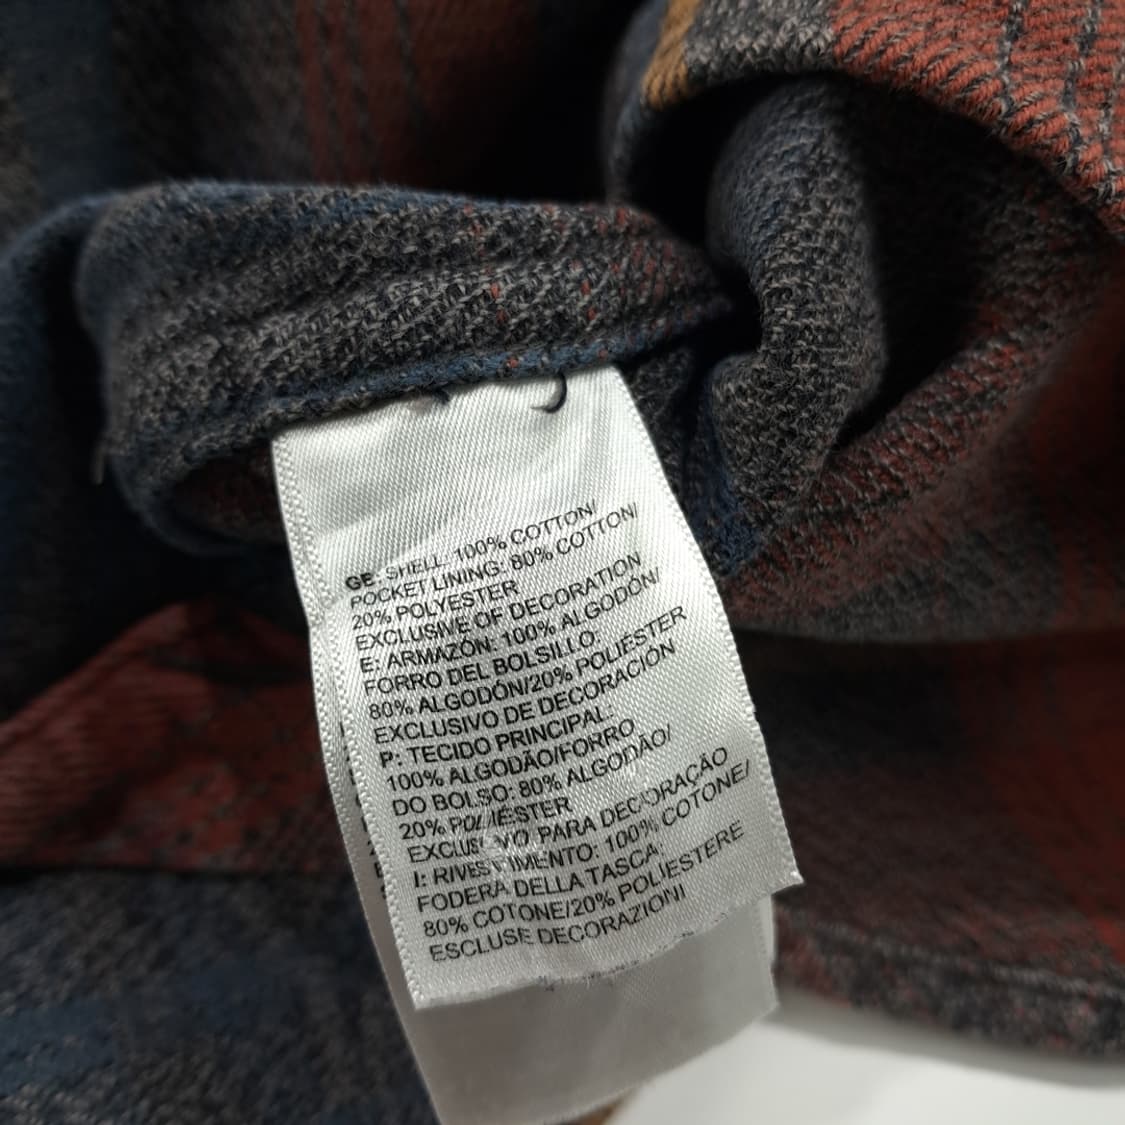 GE: SHELL 100% COTTON/
POCKET LINING: 80% COTTON/
20% POLYESTER
EXCLUSIVE OF DECORATION
E: ARMAZÓN: 100% ALGODÓN/
FORRO DEL BOLSILLO:
80% ALGODÓN/20% POLIÉSTER
EXCLUSIVO DE DECORACIÓN
P: TECIDO PRINCIPAL:
100% ALGODÃO/FORRO
DO BOLSO: 80% ALGODÃO/
20% POLIÉSTER
EXCLUSIVO PARA DECORAÇÃO
I: RIVESTIMENTO: 100% COTONE/
FODERA DELLA TASCA:
80% COTONE/20% POLIESTERE
ESCLUSE DECORAZIONI